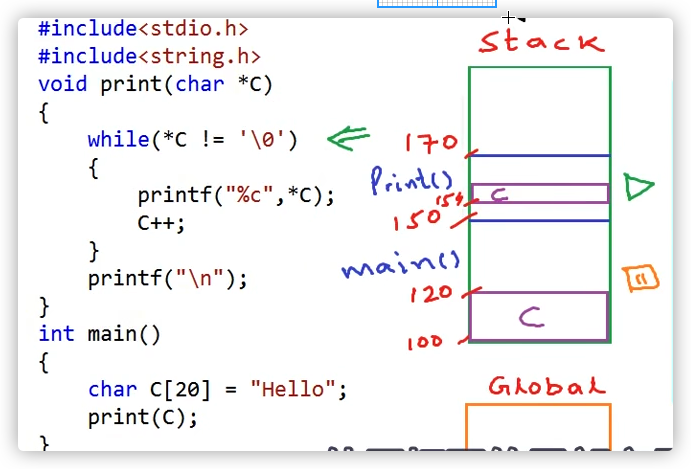 #include<stdio.h>
#include<string.h>
void print(char *C)
{
    while(*C != '\0')
    {
        printf("%c",*C);
        C++;
    }
    printf("\n");
}
int main()
{
    char C[20] = "Hello";
    print(C);
}
Stack
170
Print()
154
C
150
main()
120
C
100
Global